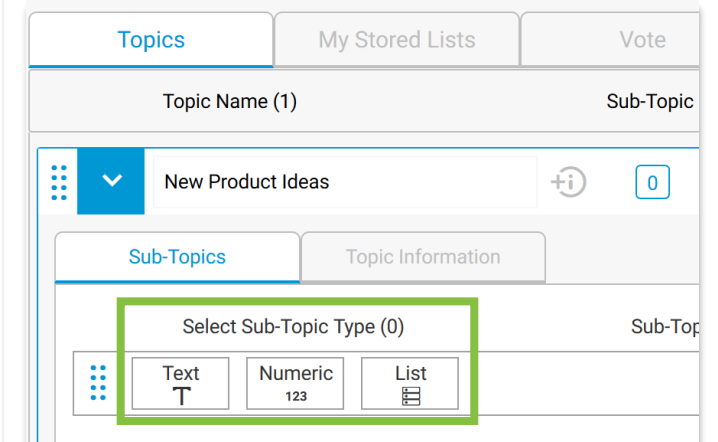 Topics My Stored Lists Vote
Topic Name (1) Sub-Topic
New Product Ideas +i 0
Sub-Topics Topic Information
Select Sub-Topic Type (0) Sub-Top
Text Numeric List
T 123